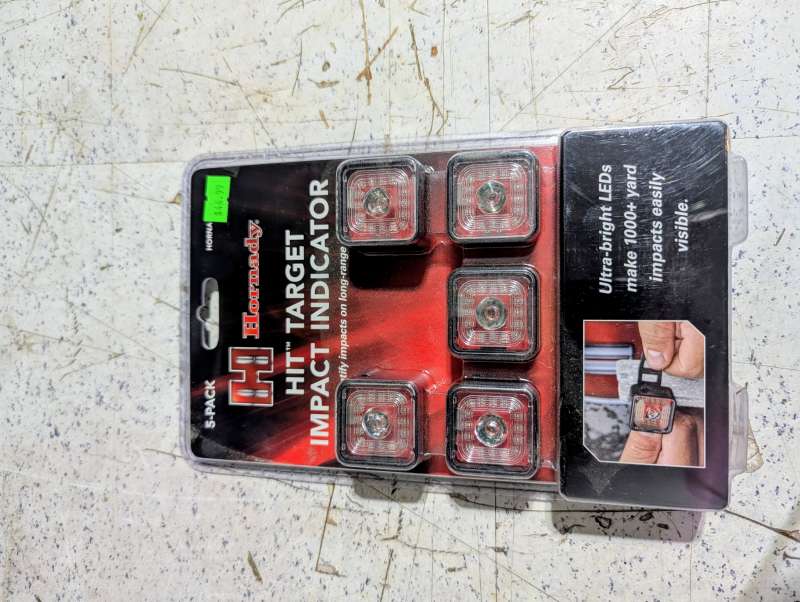 5-PACK
HORNA
$44.99
H Hornady®
HIT™ TARGET
IMPACT INDICATOR
tify impacts on long-range
Ultra-bright LEDs
make 1000+ yard
impacts easily
visible.